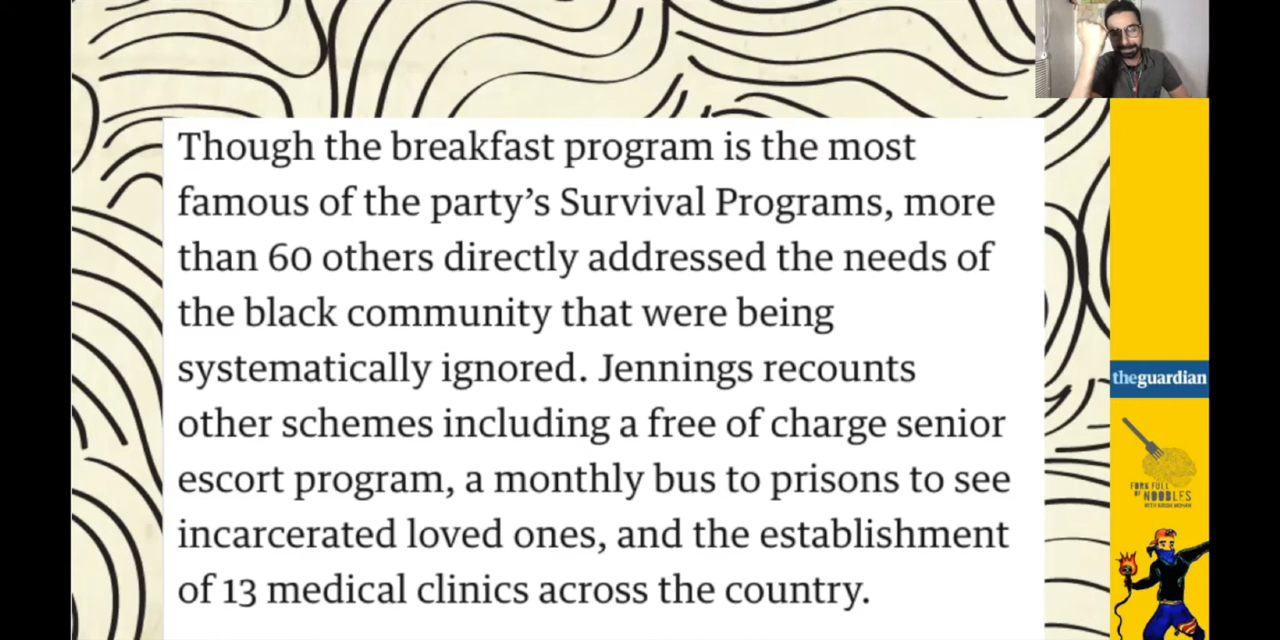 Though the breakfast program is the most
famous of the party’s Survival Programs, more
than 60 others directly addressed the needs of
the black community that were being
systematically ignored. Jennings recounts
other schemes including a free of charge senior
escort program, a monthly bus to prisons to see
incarcerated loved ones, and the establishment
of 13 medical clinics across the country.
theguardian
FORK FULL
OF NOODLES
WITH KRISH MOHAN